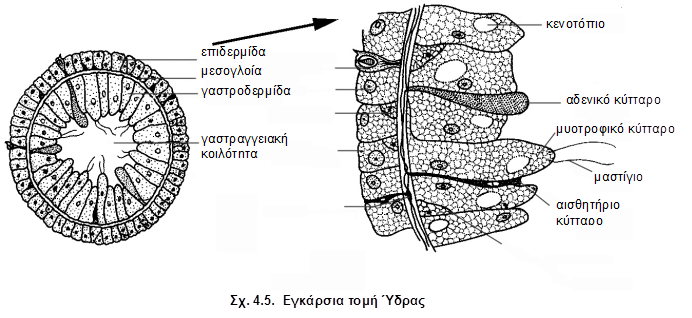 επιδερμίδα
μεσογλοία
γαστροδερμίδα
γαστραγγειακή
κοιλότητα
κενοτόπιο
αδενικό κύτταρο
μυοτροφικό κύτταρο
μαστίγιο
αισθητήριο
κύτταρο
Σχ. 4.5. Εγκάρσια τομή Ύδρας